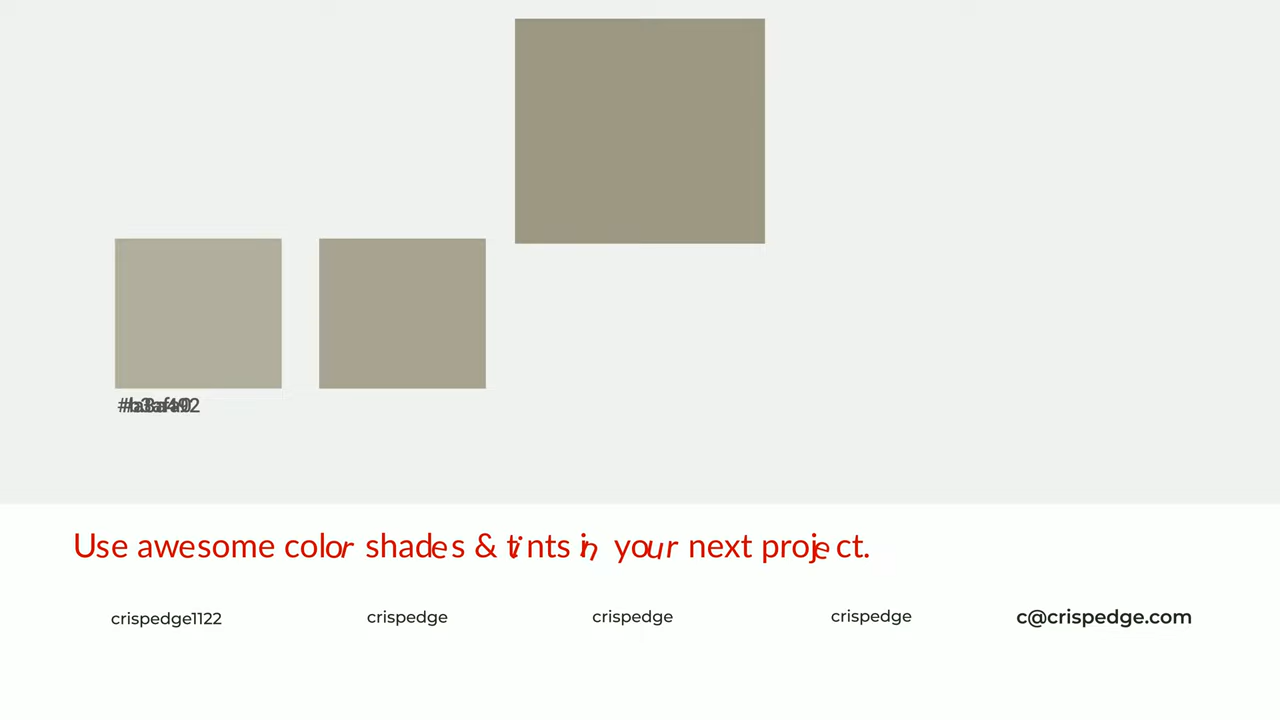 Use awesome color shades & tints in your next project.
crispedge1122 crispedge crispedge crispedge c@crispedge.com